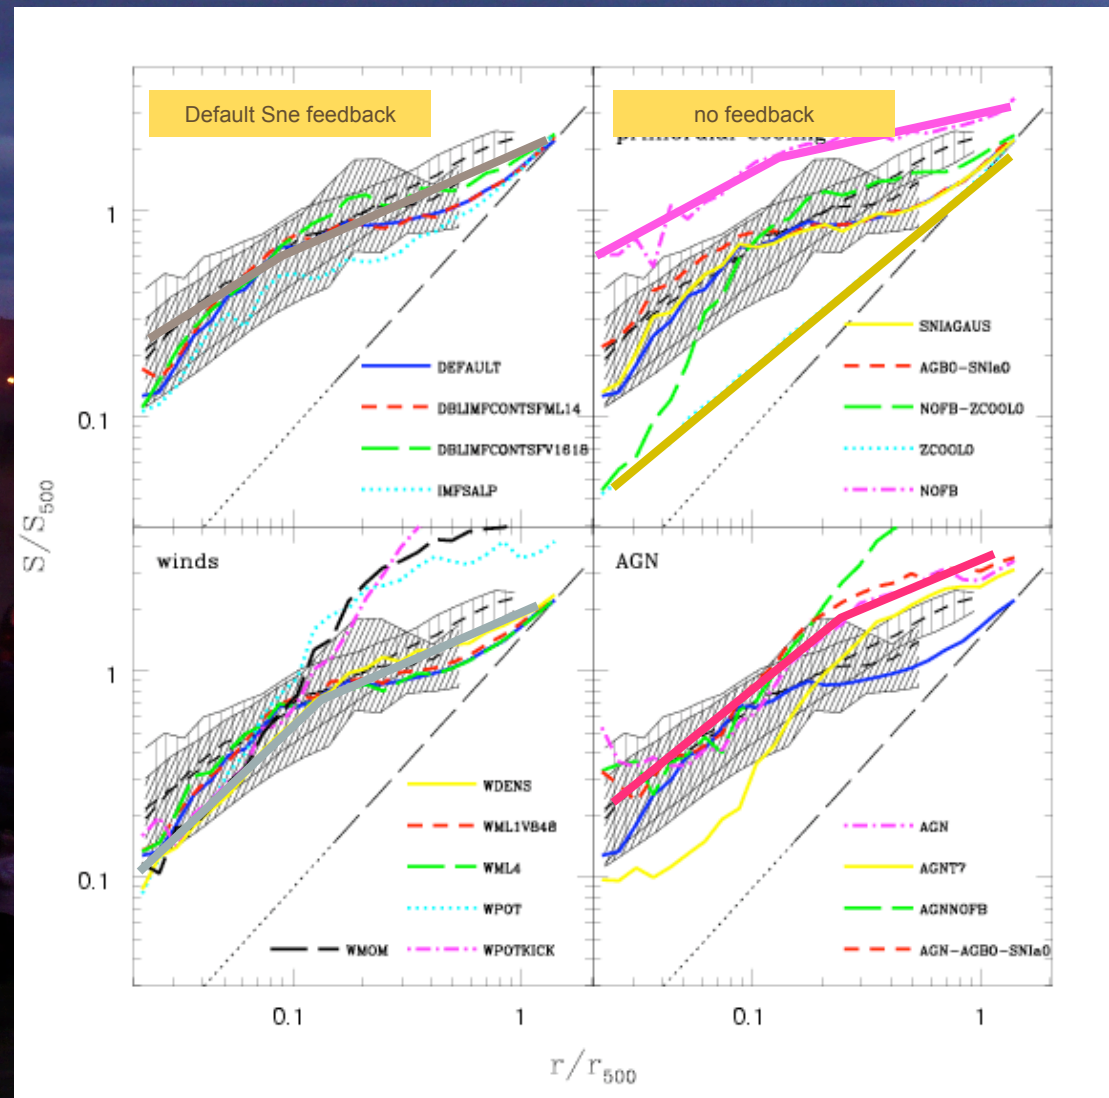 Default Sne feedback
no feedback
primordial cooling
1
0.1
DEFAULT
DBLIMFCONTSFML14
DBLIMFCONTSFV1618
IMFSALP
SNIAGAUS
AGB0-SNIa0
NOFB-ZCOOL0
ZCOOL0
NOFB
S/S500
winds
AGN
1
0.1
WDENS
WML1V848
WML4
WPOT
WMOM
WPOTKICK
AGN
AGNT7
AGNNOFB
AGN-AGB0-SNIa0
0.1
1
0.1
1
r/r500